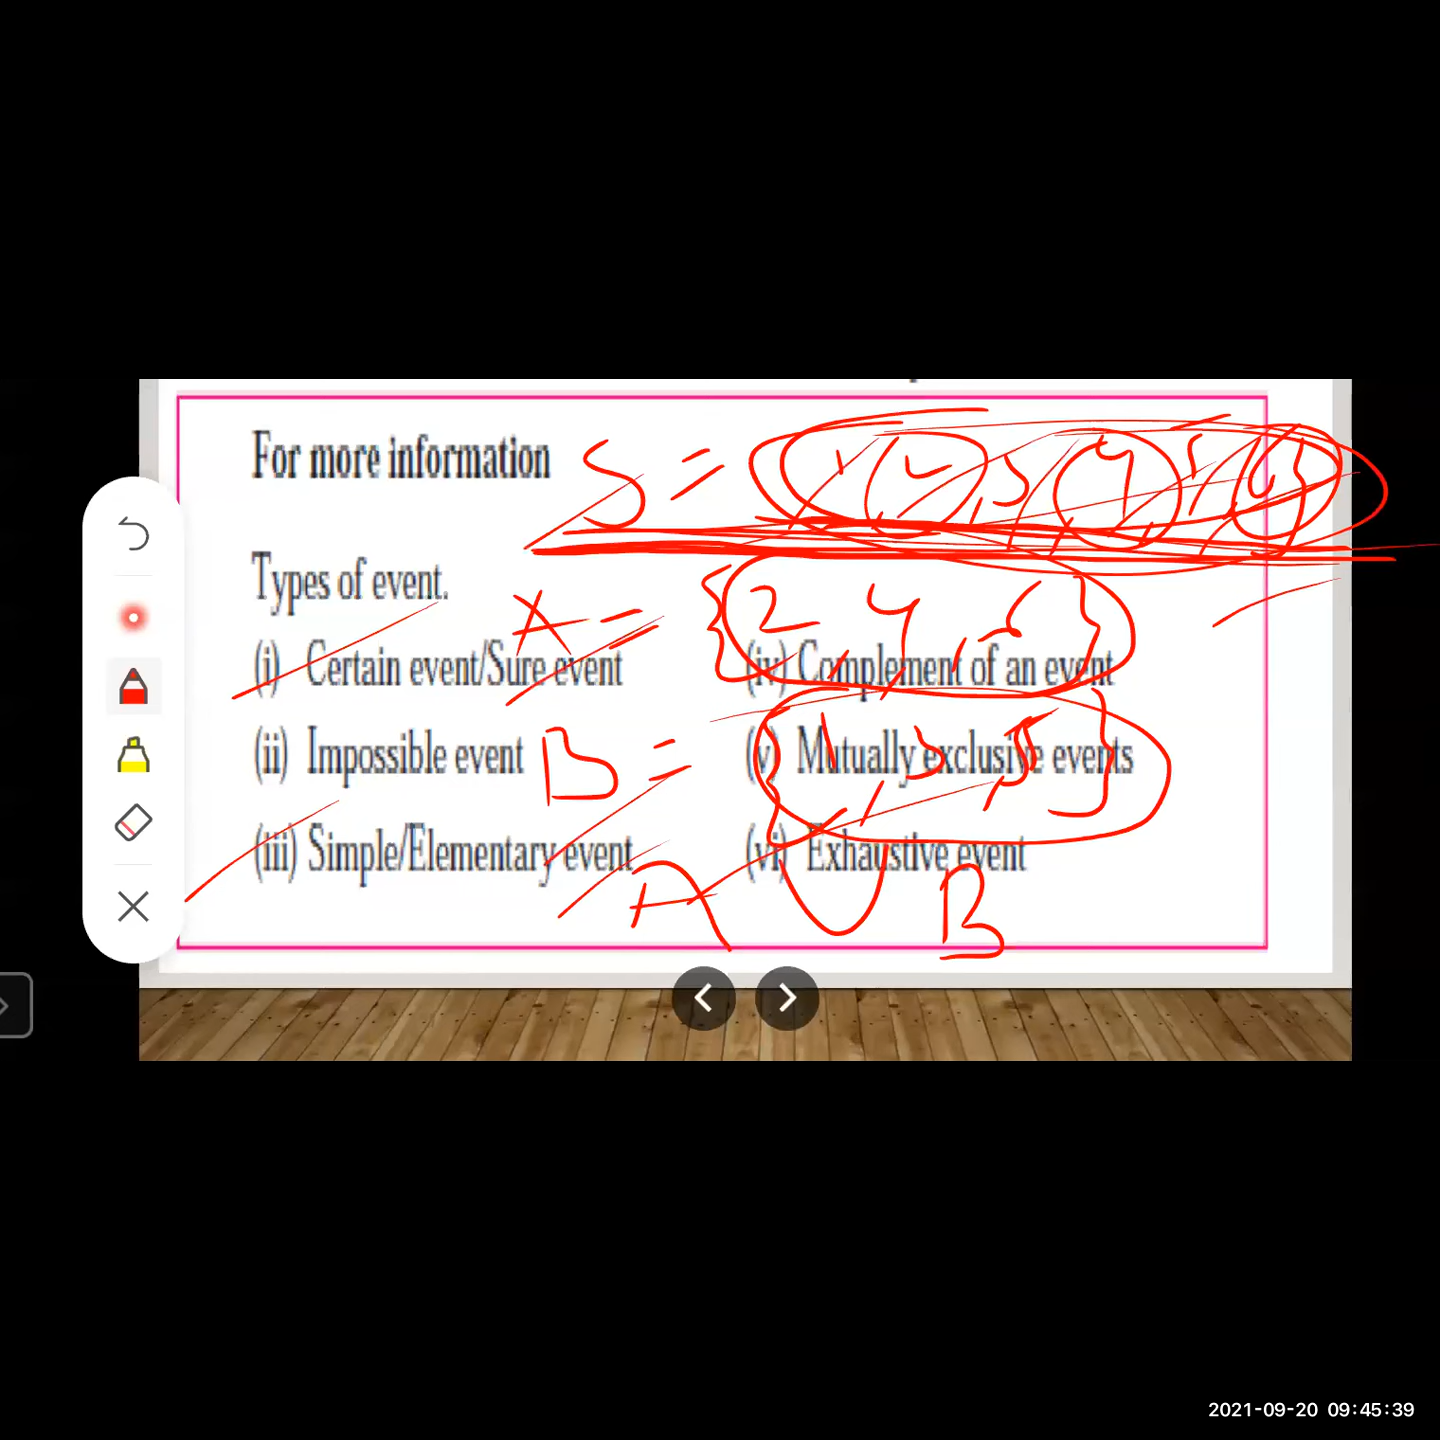 For more information S = {1, 2, 3, 4, 5, 6}
Types of event. A = {2, 4, 6}
(i) Certain event/Sure event (iv) Complement of an event
(ii) Impossible event B = {1, 3, 5} (v) Mutually exclusive events
(iii) Simple/Elementary event (vi) Exhaustive event
A U B
2021-09-20 09:45:39